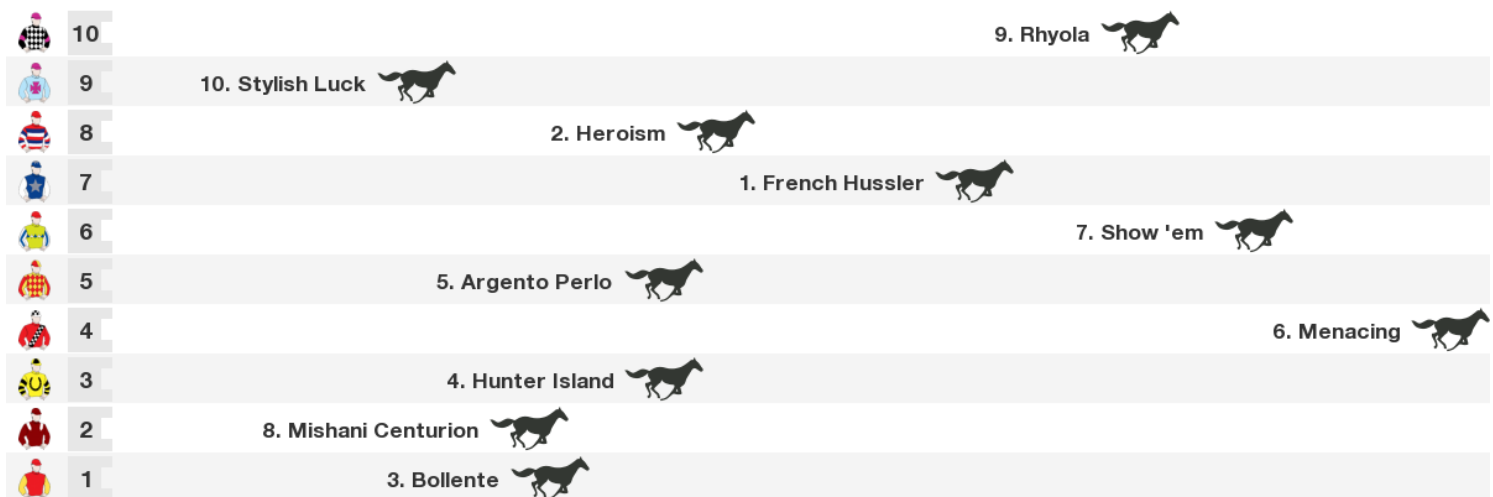 10 9. Rhyola
9 10. Stylish Luck
8 2. Heroism
7 1. French Hussler
6 7. Show 'em
5 5. Argento Perlo
4 6. Menacing
3 4. Hunter Island
2 8. Mishani Centurion
1 3. Bollente